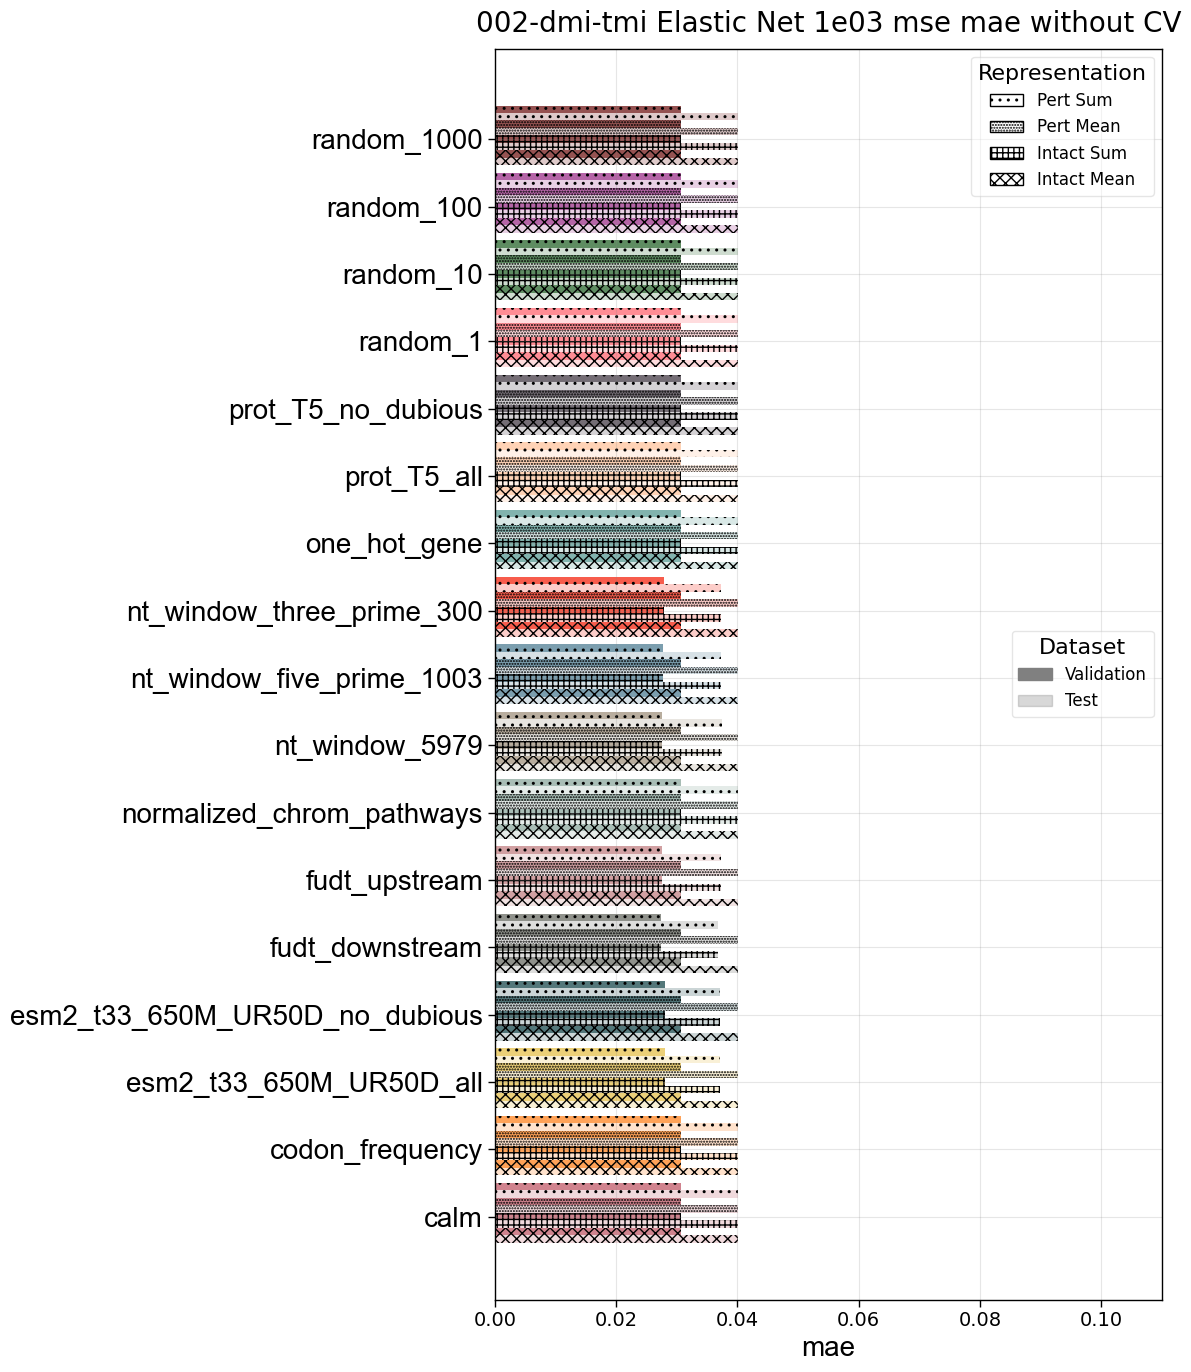 002-dmi-tmi Elastic Net 1e03 mse mae without CV
Representation
Pert Sum
Pert Mean
Intact Sum
Intact Mean
random_1000
random_100
random_10
random_1
prot_T5_no_dubious
prot_T5_all
one_hot_gene
nt_window_three_prime_300
Dataset
Validation
Test
nt_window_five_prime_1003
nt_window_5979
normalized_chrom_pathways
fudt_upstream
fudt_downstream
esm2_t33_650M_UR50D_no_dubious
esm2_t33_650M_UR50D_all
codon_frequency
calm
0.00 0.02 0.04 0.06 0.08 0.10
mae